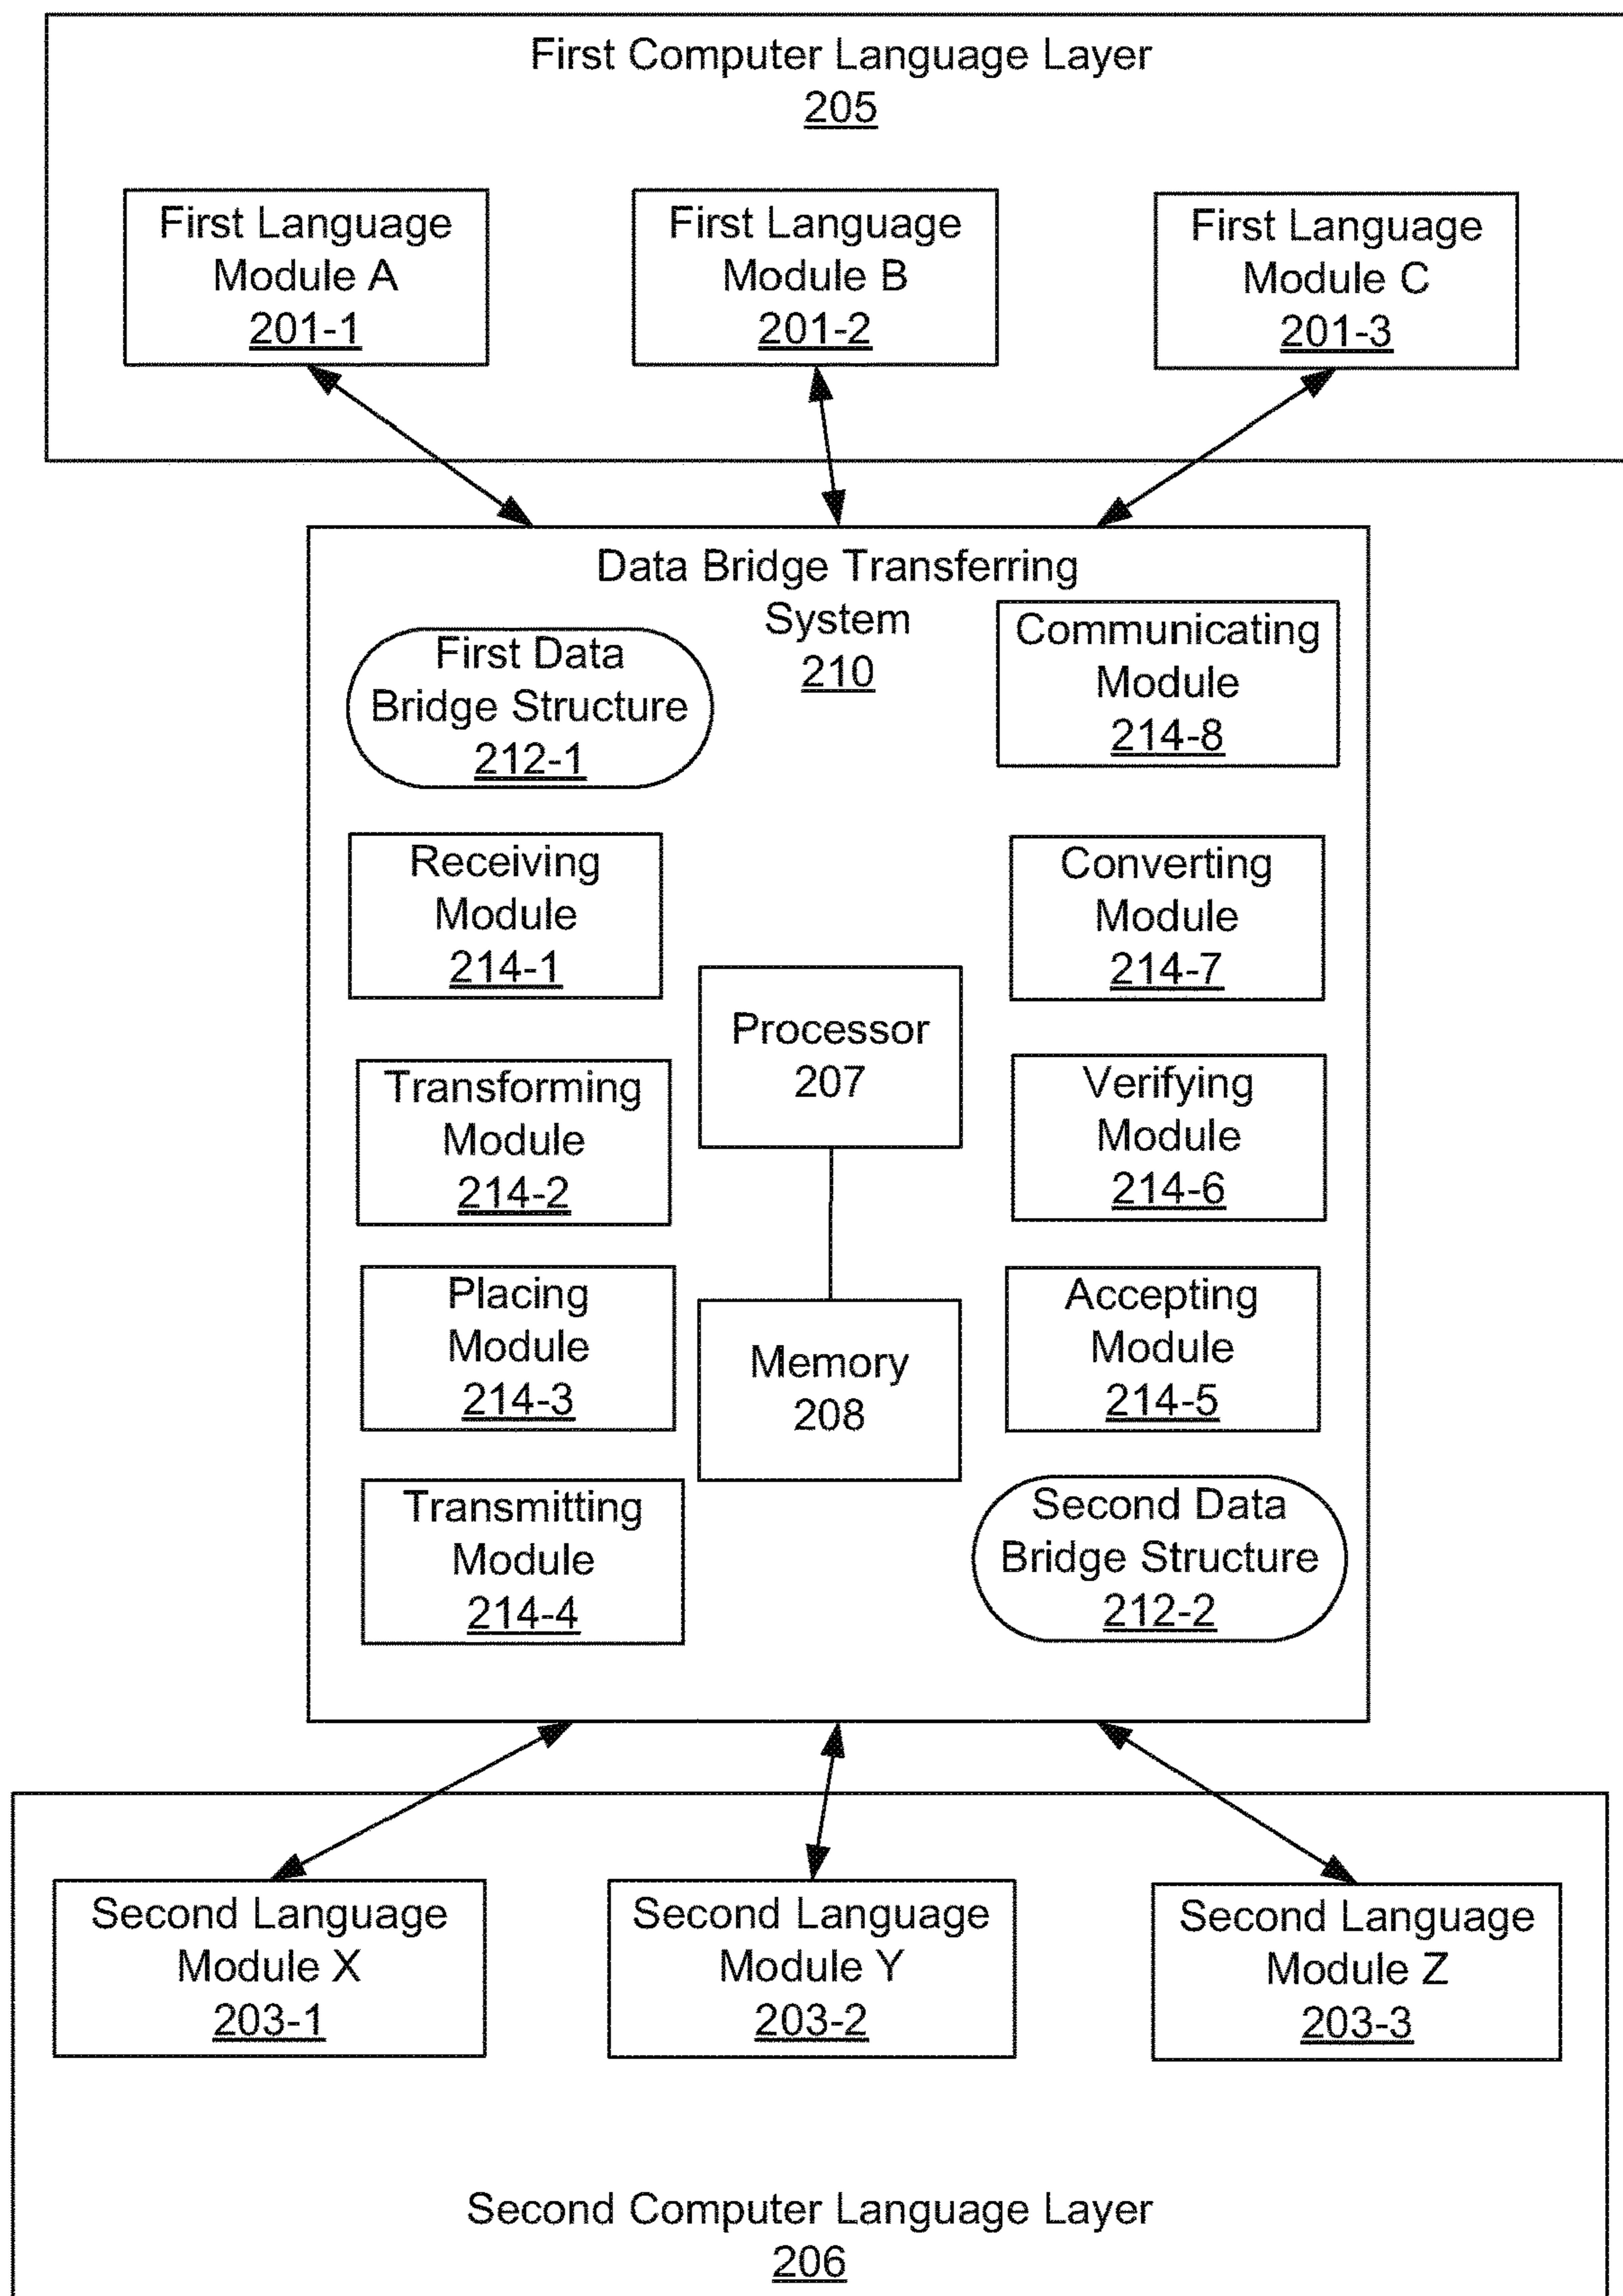 First Computer Language Layer
205
First Language
Module A
201-1
First Language
Module B
201-2
First Language
Module C
201-3
Data Bridge Transferring
System
210
First Data
Bridge Structure
212-1
Communicating
Module
214-8
Receiving
Module
214-1
Converting
Module
214-7
Processor
207
Transforming
Module
214-2
Verifying
Module
214-6
Placing
Module
214-3
Memory
208
Accepting
Module
214-5
Transmitting
Module
214-4
Second Data
Bridge Structure
212-2
Second Language
Module X
203-1
Second Language
Module Y
203-2
Second Language
Module Z
203-3
Second Computer Language Layer
206